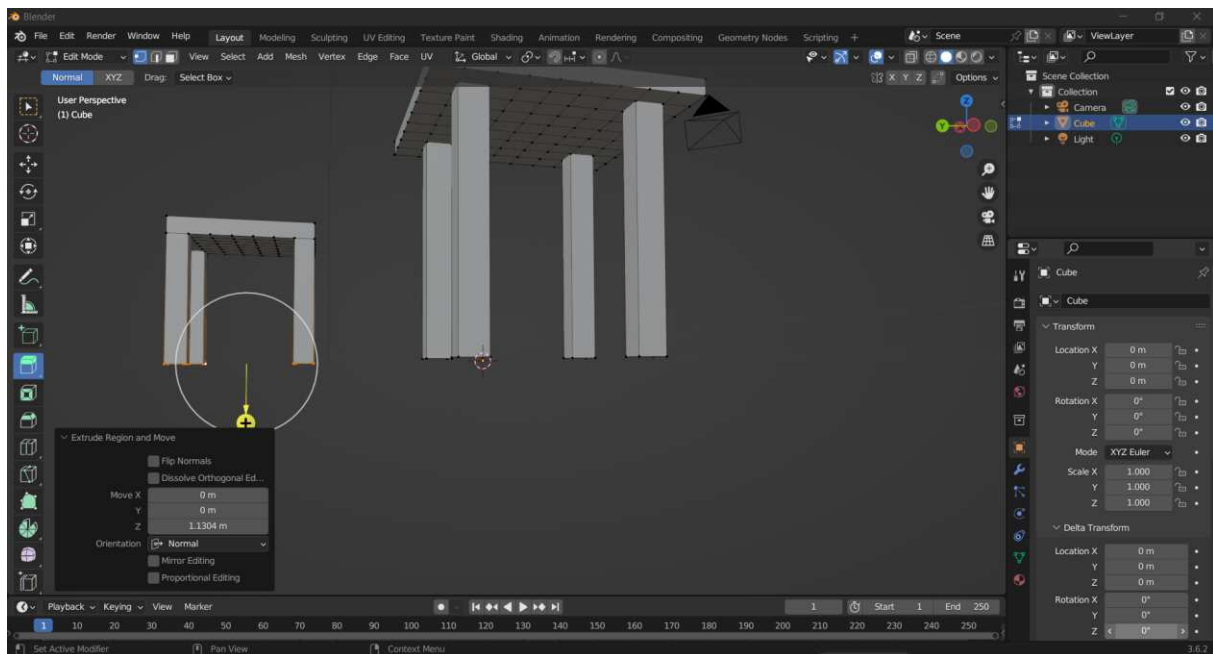 Blender
File Edit Render Window Help Layout Modeling Sculpting UV Editing Texture Paint Shading Animation Rendering Compositing Geometry Nodes Scripting + Scene ViewLayer
Edit Mode View Select Add Mesh Vertex Edge Face UV Global
Normal XYZ Drag: Select Box X Y Z Options
User Perspective
(1) Cube
Z
Y
Scene Collection
Collection
Camera
Cube
Light
Cube
Cube
Transform
Location X 0 m
Y 0 m
Z 0 m
Rotation X 0°
Y 0°
Z 0°
Mode XYZ Euler
Scale X 1.000
Y 1.000
Z 1.000
Delta Transform
Location X 0 m
Y 0 m
Z 0 m
Rotation X 0°
Y 0°
Z 0°
Extrude Region and Move
Flip Normals
Dissolve Orthogonal Ed...
Move X 0 m
Y 0 m
Z 1.1304 m
Orientation Normal
Mirror Editing
Proportional Editing
Playback Keying View Marker 1 Start 1 End 250
1 10 20 30 40 50 60 70 80 90 100 110 120 130 140 150 160 170 180 190 200 210 220 230 240 250
Set Active Modifier Pan View Context Menu 3.6.2